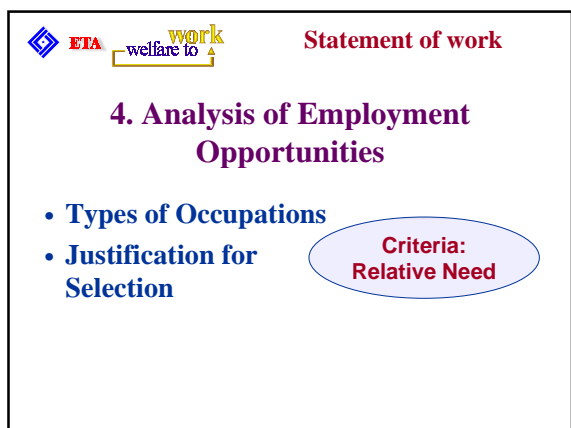 ETA
welfare to work
Statement of work
4. Analysis of Employment
Opportunities
• Types of Occupations
• Justification for
Selection
Criteria:
Relative Need